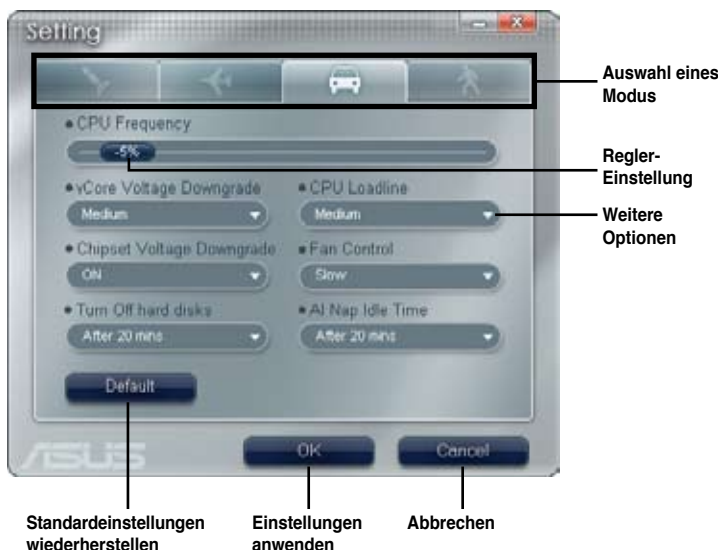 Setting
Auswahl eines
Modus
CPU Frequency
-5%
Regler-
Einstellung
vCore Voltage Downgrade
CPU Loadline
Medium
Medium
Weitere
Optionen
Chipset Voltage Downgrade
Fan Control
ON
Slow
Turn Off hard disks
AI Nap Idle Time
After 20 mins
After 20 mins
Default
ASUS
OK
Cancel
Standardeinstellungen
wiederherstellen
Einstellungen
anwenden
Abbrechen